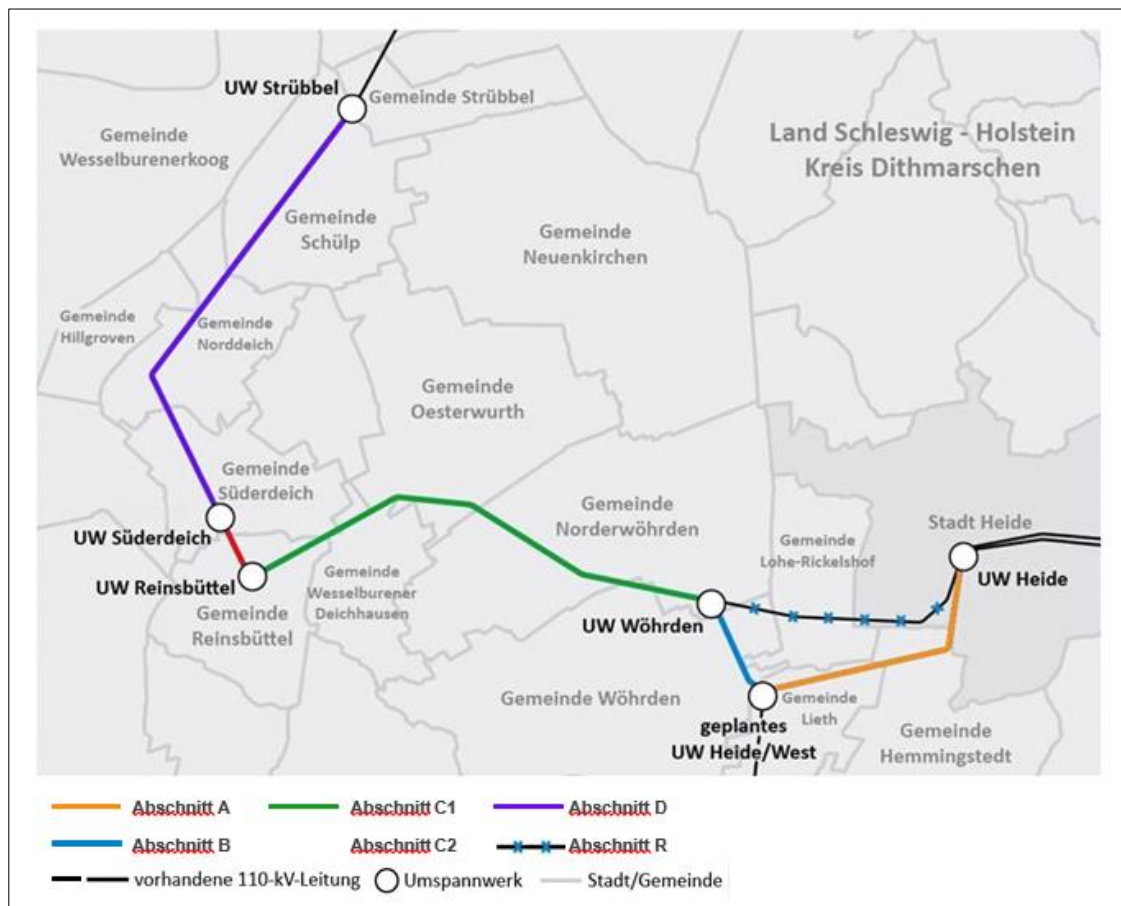 UW Strübbel
Gemeinde Strübbel
Gemeinde
Wesselburenerkoog
Land Schleswig - Holstein
Kreis Dithmarschen
Gemeinde
Schülp
Gemeinde
Neuenkirchen
Gemeinde
Hillgroven
Gemeinde
Norddeich
Gemeinde
Oesterwurth
Gemeinde
Süderdeich
UW Süderdeich
Gemeinde
Norderwöhrden
Stadt Heide
Gemeinde
Lohe-Rickelshof
UW Heide
UW Reinsbüttel
Gemeinde
Wesselburener
Deichhausen
Gemeinde
Reinsbüttel
UW Wöhrden
Gemeinde Wöhrden
geplantes
UW Heide/West
Gemeinde
Lieth
Gemeinde
Hemmingstedt
Abschnitt A
Abschnitt C1
Abschnitt D
Abschnitt B
Abschnitt C2
Abschnitt R
vorhandene 110-kV-Leitung
Umspannwerk
Stadt/Gemeinde